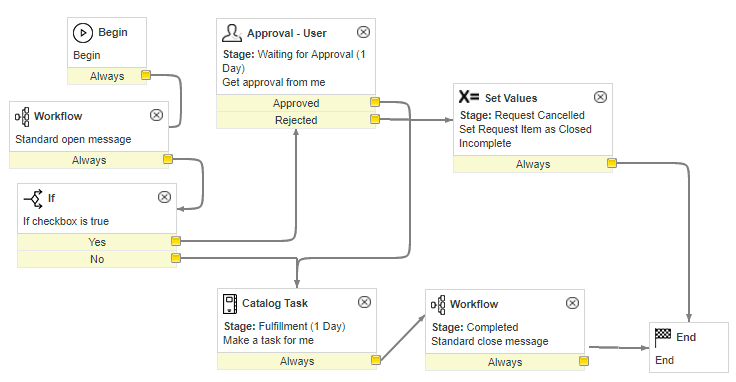 Begin
Begin
Always
Workflow
Standard open message
Always
If
If checkbox is true
Yes
No
Approval - User
Stage: Waiting for Approval (1
Day)
Get approval from me
Approved
Rejected
X= Set Values
Stage: Request Cancelled
Set Request Item as Closed
Incomplete
Always
Catalog Task
Stage: Fulfillment (1 Day)
Make a task for me
Always
Workflow
Stage: Completed
Standard close message
Always
End
End